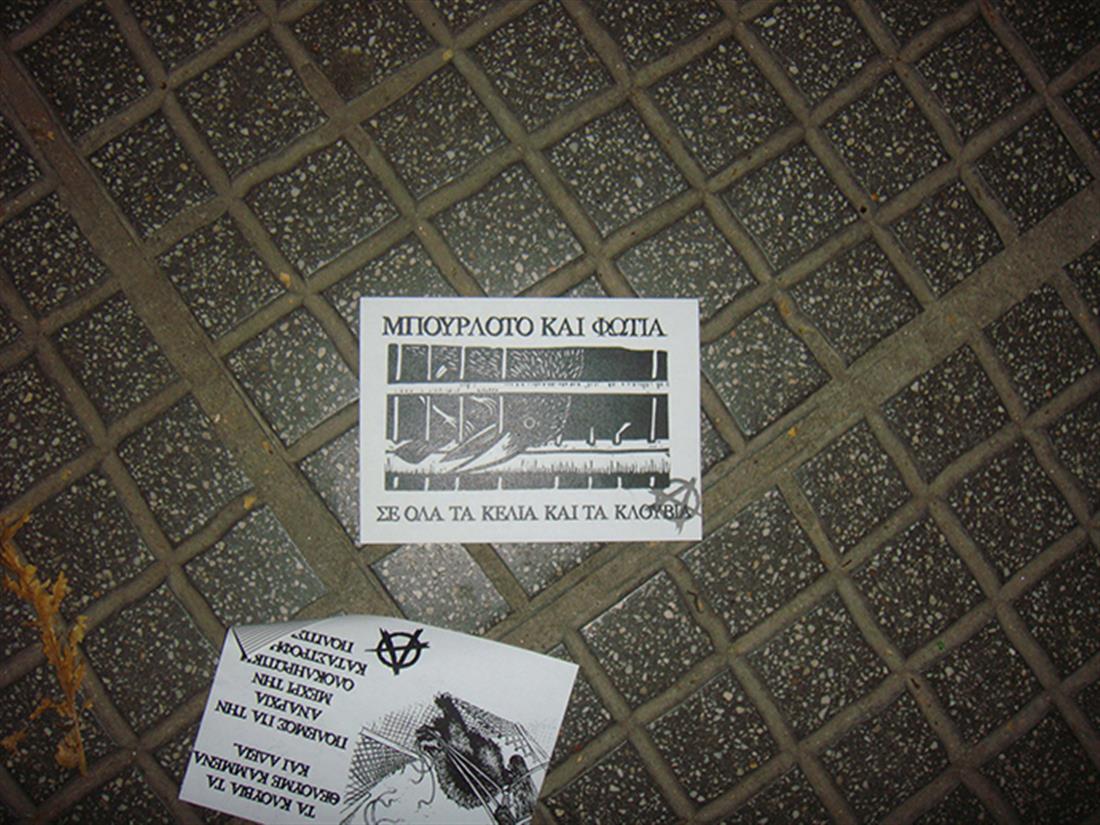 ΜΠΟΥΡΛΟΤΟ ΚΑΙ ΦΩΤΙΑ
ΣΕ ΟΛΑ ΤΑ ΚΕΛΙΑ ΚΑΙ ΤΑ ΚΛΟΥΒΙΑ
ΤΑ ΚΛΟΥΒΙΑ ΤΑ
ΘΕΛΟΥΜΕ ΚΑΜΜΕΝΑ
ΚΑΙ ΑΔΕΙΑ.
ΠΟΛΕΜΟΣ ΓΙΑ ΤΗΝ
ΑΝΑΡΧΙΑ
ΜΕΧΡΙ ΤΗΝ